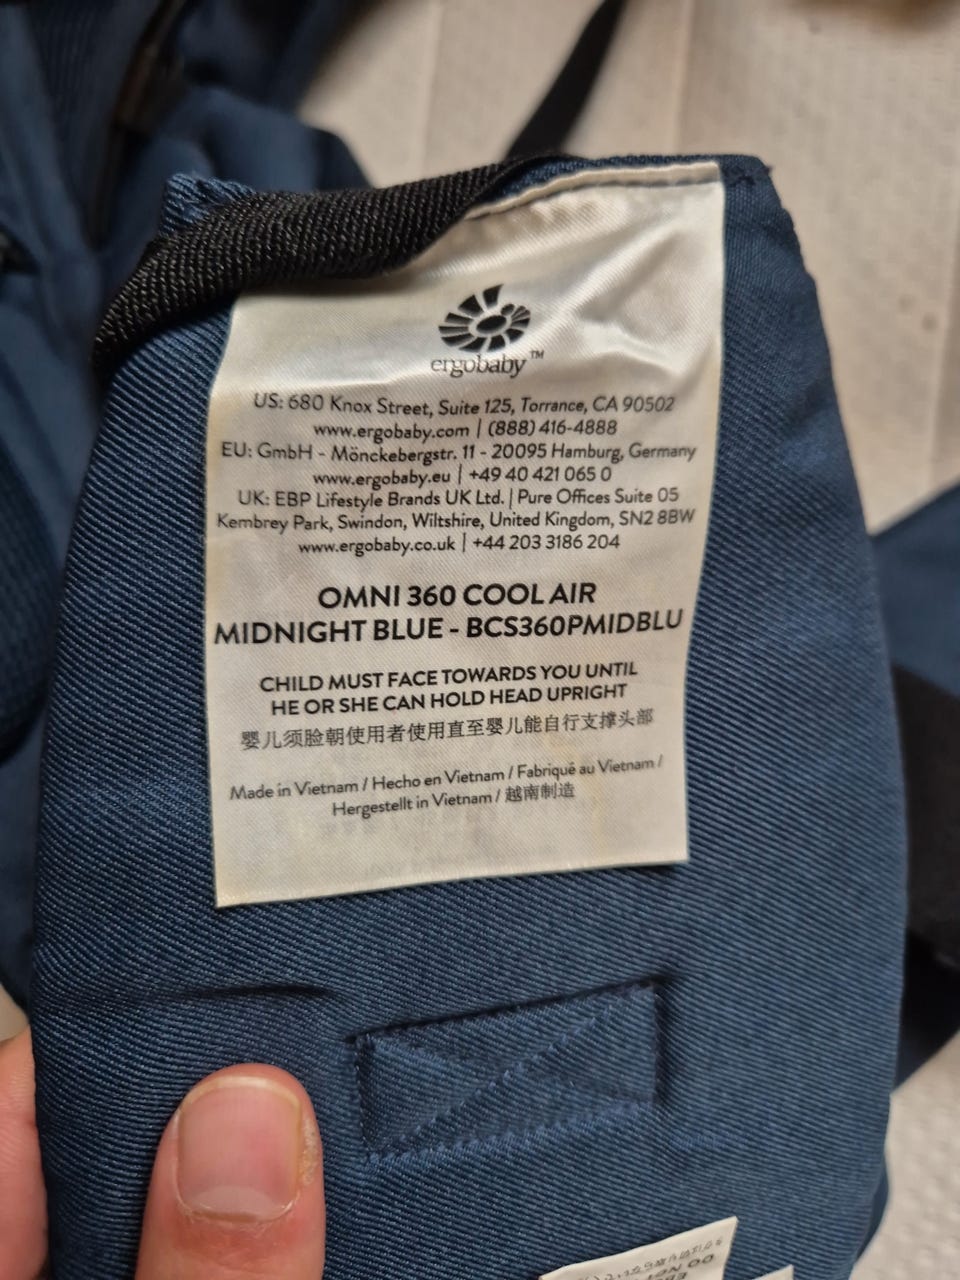 ergobaby™
US: 680 Knox Street, Suite 125, Torrance, CA 90502
www.ergobaby.com | (888) 416-4888
EU: GmbH - Mönckebergstr. 11 - 20095 Hamburg, Germany
www.ergobaby.eu | +49 40 421 065 0
UK: EBP Lifestyle Brands UK Ltd. | Pure Offices Suite 05
Kembrey Park, Swindon, Wiltshire, United Kingdom, SN2 8BW
www.ergobaby.co.uk | +44 203 3186 204
OMNI 360 COOL AIR
MIDNIGHT BLUE - BCS360PMIDBLU
CHILD MUST FACE TOWARDS YOU UNTIL
HE OR SHE CAN HOLD HEAD UPRIGHT
婴儿须脸朝使用者使用直至婴儿能自行支撑头部
Made in Vietnam / Hecho en Vietnam / Fabriqué au Vietnam /
Hergestellt in Vietnam / 越南制造
DO NOT